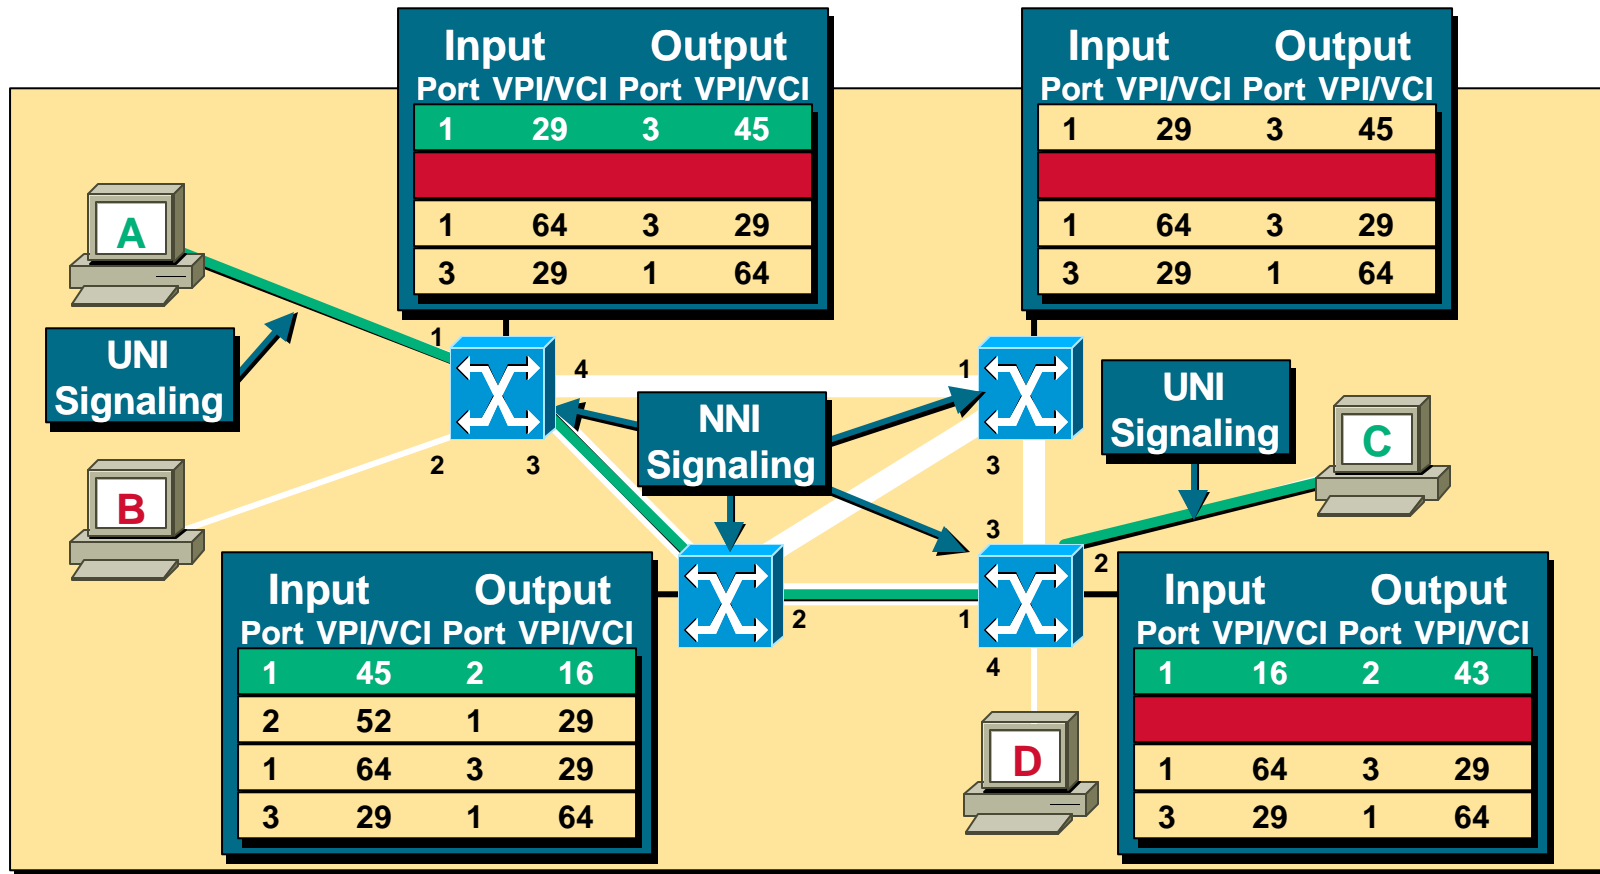 Input Output
Port VPI/VCI Port VPI/VCI
1 29 3 45
1 64 3 29
3 29 1 64
Input Output
Port VPI/VCI Port VPI/VCI
1 29 3 45
1 64 3 29
3 29 1 64
A
UNI
Signaling
1
4
2
3
B
NNI
Signaling
1
3
UNI
Signaling
C
3
2
2
1
4
D
Input Output
Port VPI/VCI Port VPI/VCI
1 45 2 16
2 52 1 29
1 64 3 29
3 29 1 64
Input Output
Port VPI/VCI Port VPI/VCI
1 16 2 43
1 64 3 29
3 29 1 64